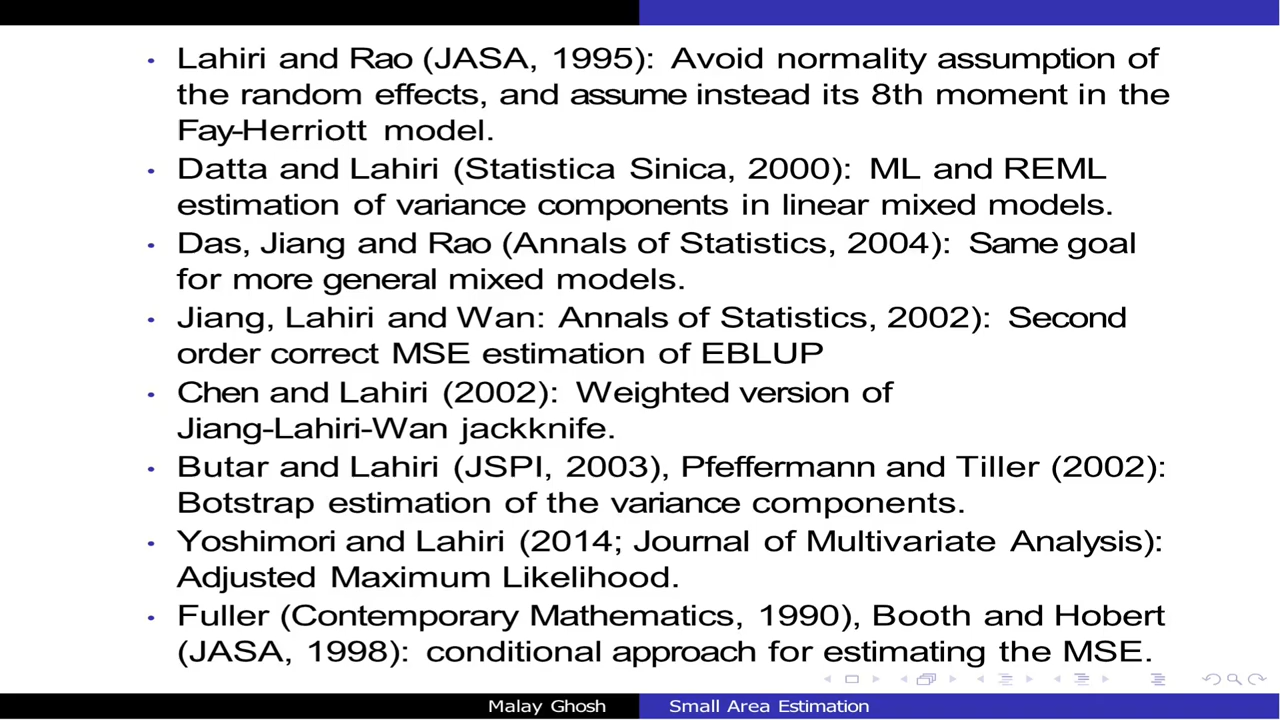 • Lahiri and Rao (JASA, 1995): Avoid normality assumption of
the random effects, and assume instead its 8th moment in the
Fay-Herriott model.
• Datta and Lahiri (Statistica Sinica, 2000): ML and REML
estimation of variance components in linear mixed models.
• Das, Jiang and Rao (Annals of Statistics, 2004): Same goal
for more general mixed models.
• Jiang, Lahiri and Wan: Annals of Statistics, 2002): Second
order correct MSE estimation of EBLUP
• Chen and Lahiri (2002): Weighted version of
Jiang-Lahiri-Wan jackknife.
• Butar and Lahiri (JSPI, 2003), Pfeffermann and Tiller (2002):
Botstrap estimation of the variance components.
• Yoshimori and Lahiri (2014; Journal of Multivariate Analysis):
Adjusted Maximum Likelihood.
• Fuller (Contemporary Mathematics, 1990), Booth and Hobert
(JASA, 1998): conditional approach for estimating the MSE.
Malay Ghosh Small Area Estimation